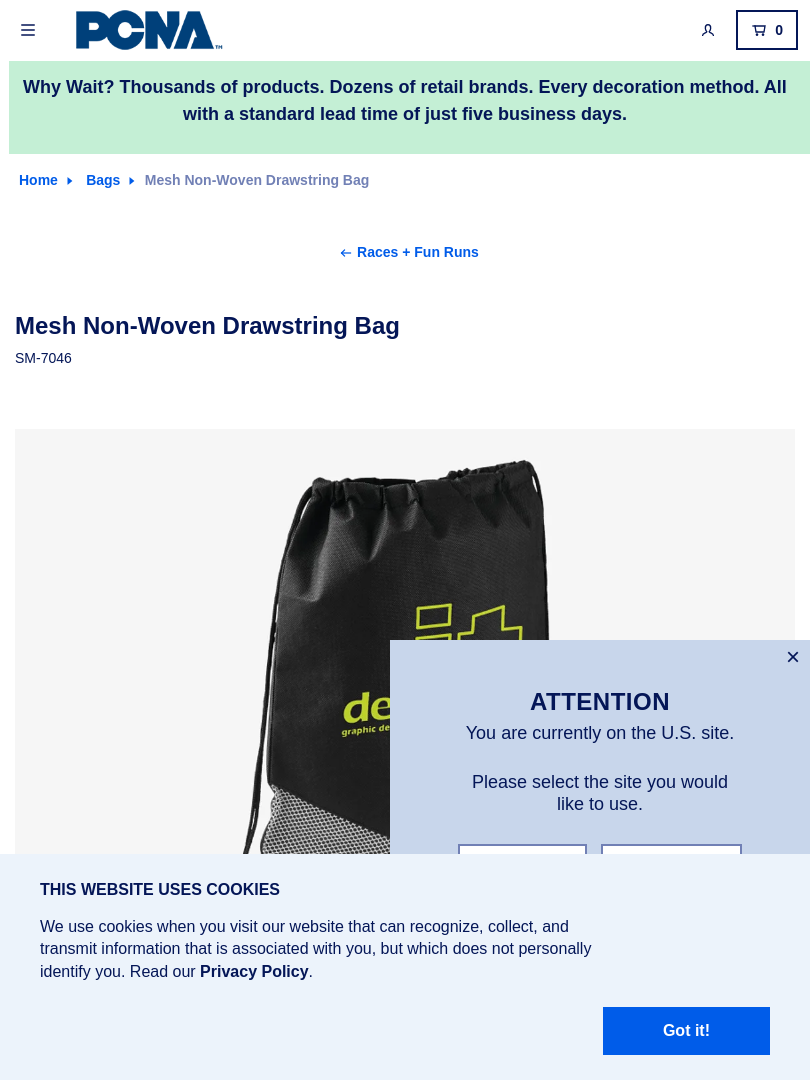 PCNA™
0
Why Wait? Thousands of products. Dozens of retail brands. Every decoration method. All
with a standard lead time of just five business days.
Home
Bags
Mesh Non-Woven Drawstring Bag
Races + Fun Runs
Mesh Non-Woven Drawstring Bag
SM-7046
ATTENTION
You are currently on the U.S. site.
Please select the site you would
like to use.
THIS WEBSITE USES COOKIES
We use cookies when you visit our website that can recognize, collect, and
transmit information that is associated with you, but which does not personally
identify you. Read our Privacy Policy.
Got it!